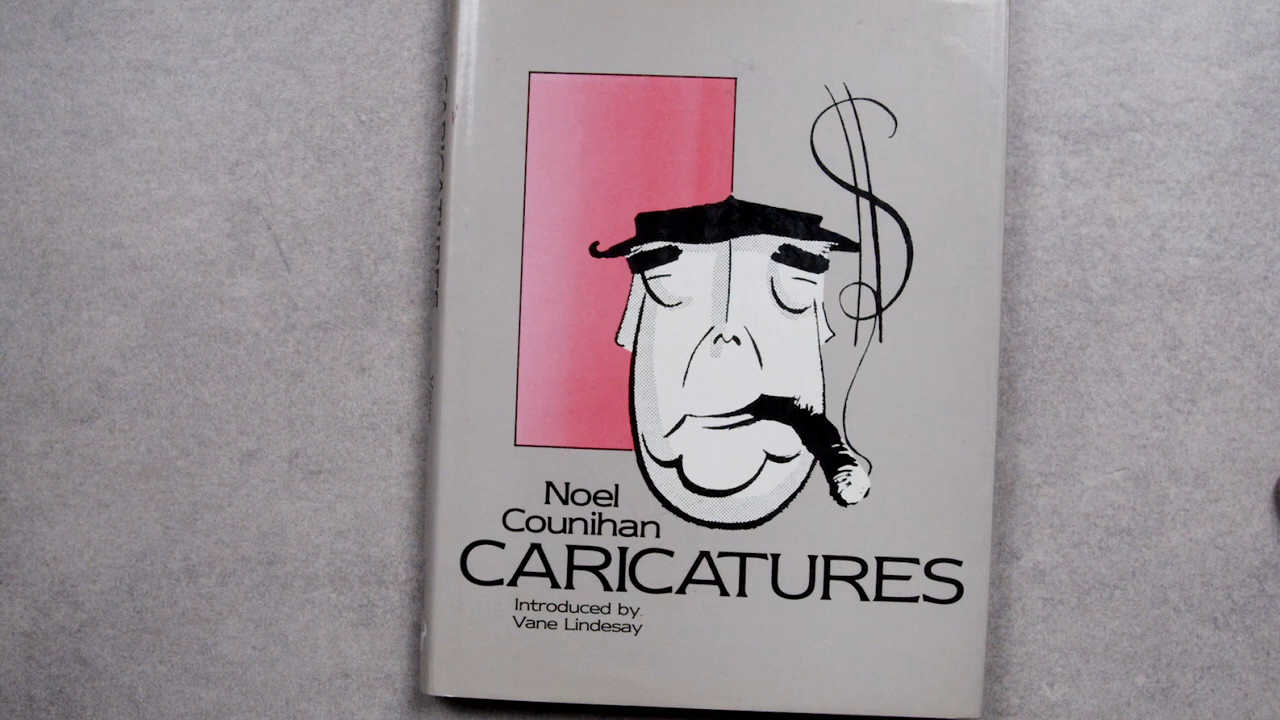 Noel
Counihan
CARICATURES
Introduced by
Vane Lindesay